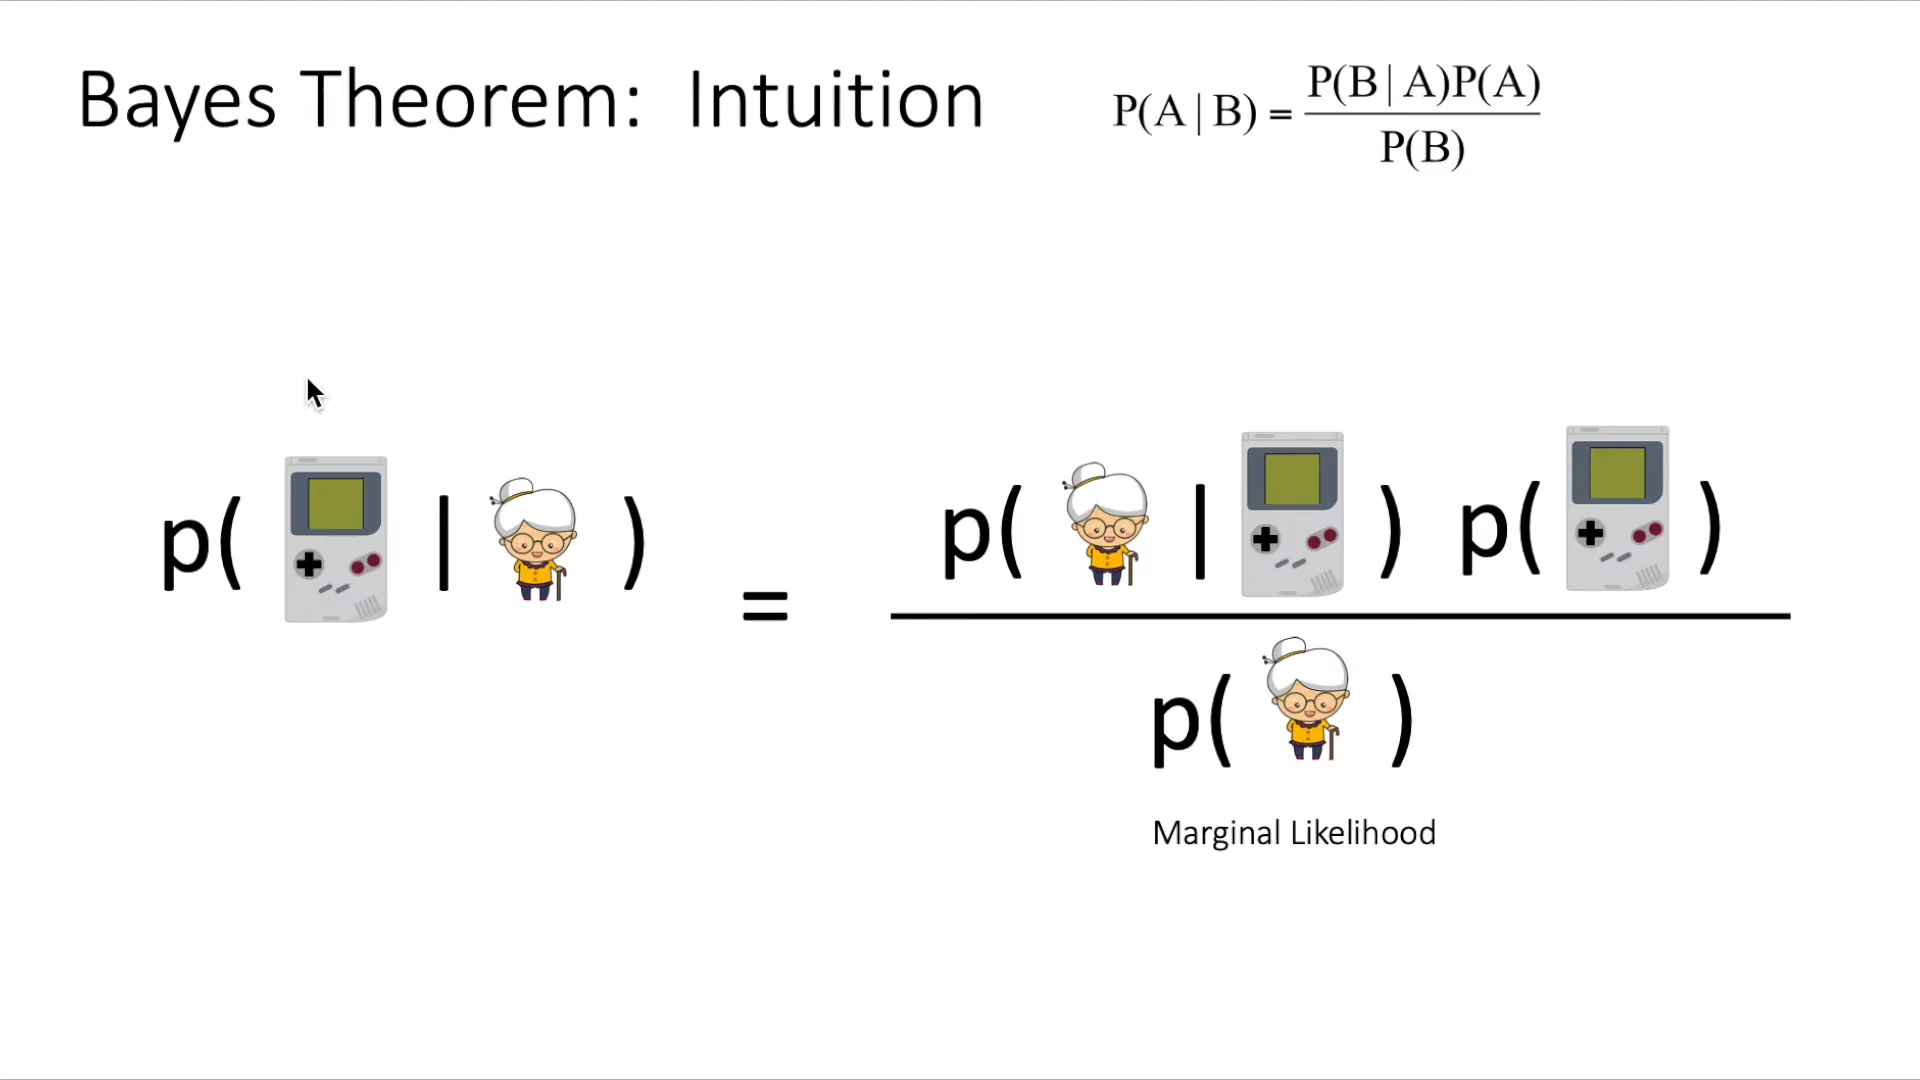 Bayes Theorem: Intuition
P(A | B) = P(B | A)P(A)
P(B)
p( | ) = p( | ) p( )
p( )
Marginal Likelihood